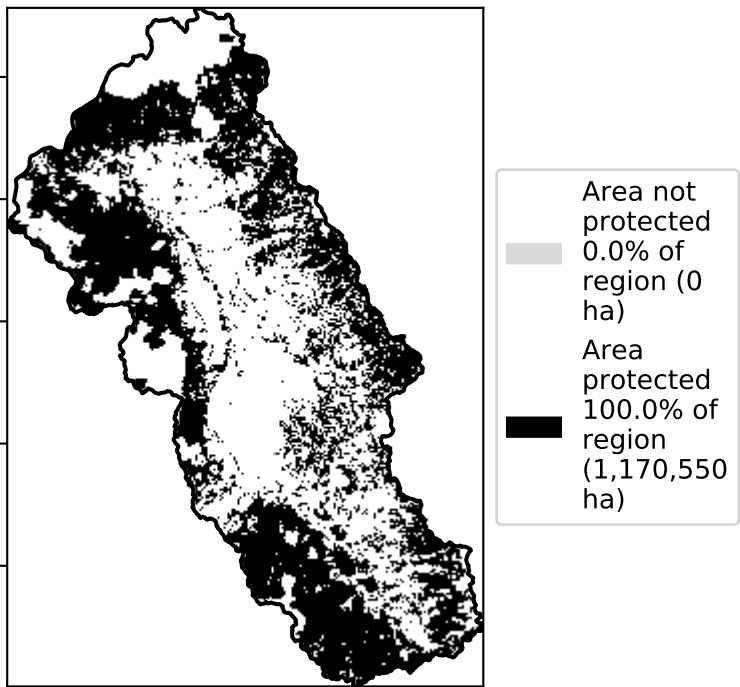 Area not
protected
0.0% of
region (0
ha)
Area
protected
100.0% of
region
(1,170,550
ha)